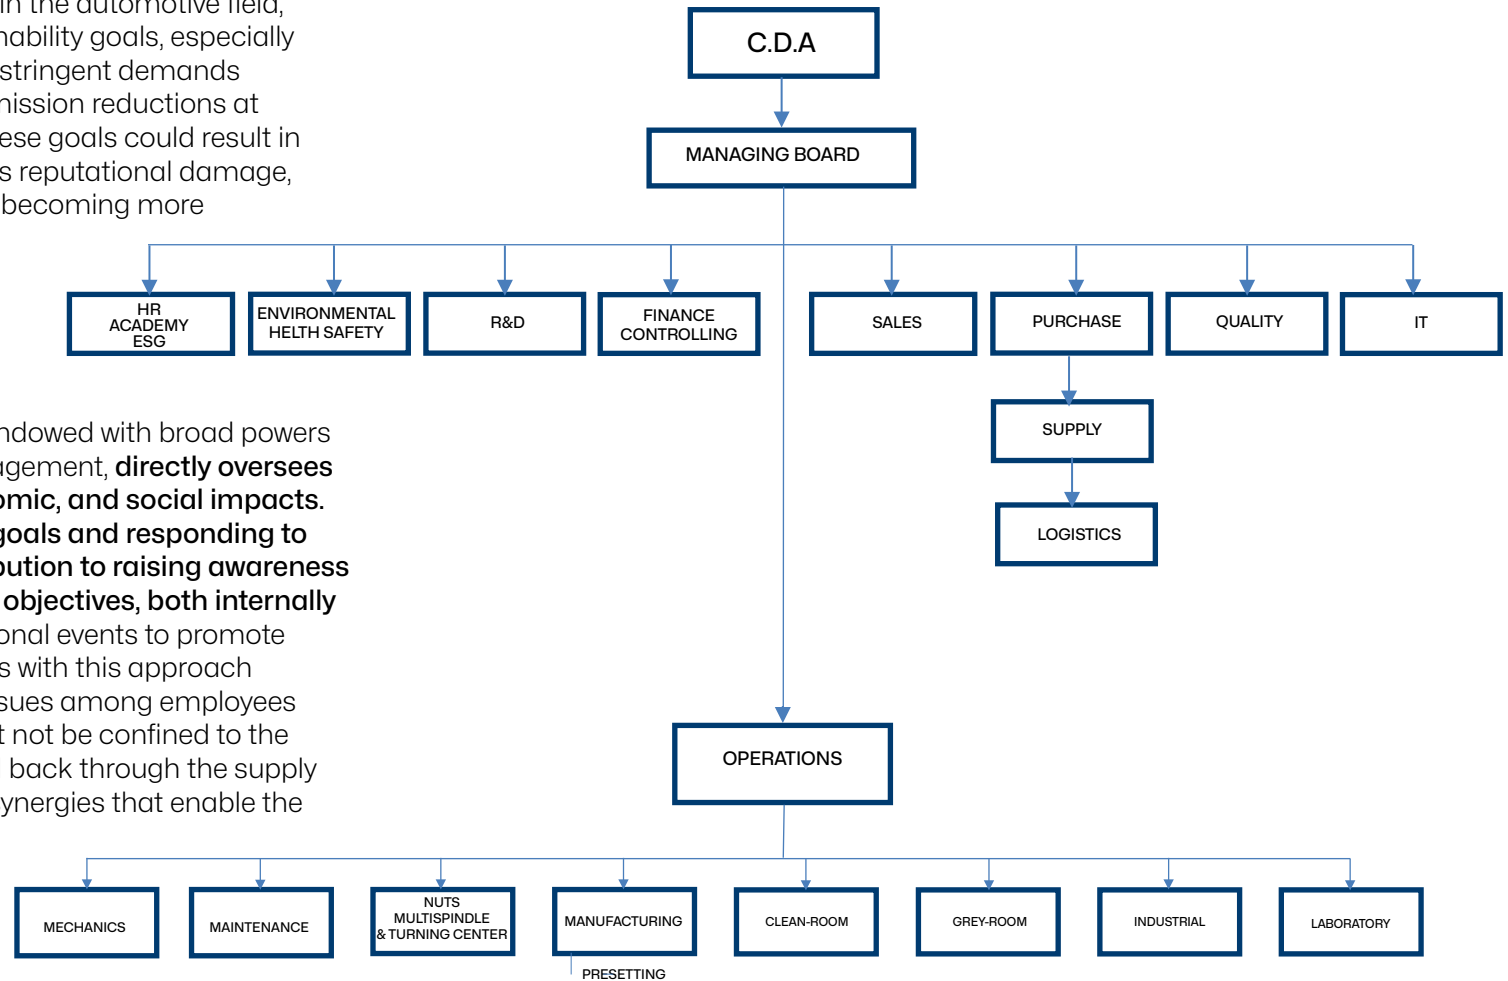 in the automotive field,
nability goals, especially
stringent demands
mission reductions at
ese goals could result in
s reputational damage,
becoming more
C.D.A
MANAGING BOARD
HR
ACADEMY
ESG
ENVIRONMENTAL
HELTH SAFETY
R&D
FINANCE
CONTROLLING
SALES
PURCHASE
QUALITY
IT
SUPPLY
LOGISTICS
ndowed with broad powers
agement, directly oversees
omic, and social impacts.
goals and responding to
bution to raising awareness
objectives, both internally
onal events to promote
s with this approach
sues among employees
t not be confined to the
back through the supply
synergies that enable the
OPERATIONS
MECHANICS
MAINTENANCE
NUTS
MULTISPINDLE
& TURNING CENTER
MANUFACTURING
CLEAN-ROOM
GREY-ROOM
INDUSTRIAL
LABORATORY
PRESETTING